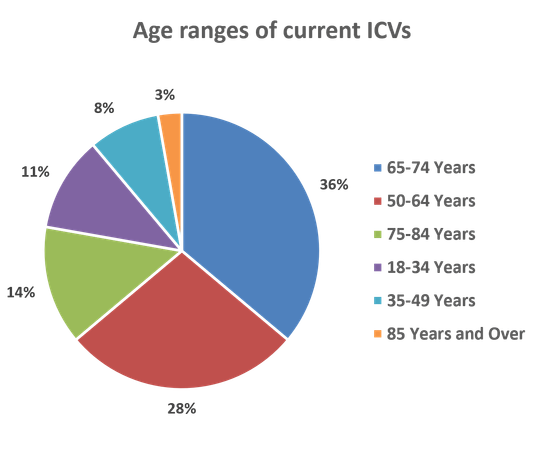 Age ranges of current ICVs
3%
8%
11%
36%
14%
28%
65-74 Years
50-64 Years
75-84 Years
18-34 Years
35-49 Years
85 Years and Over